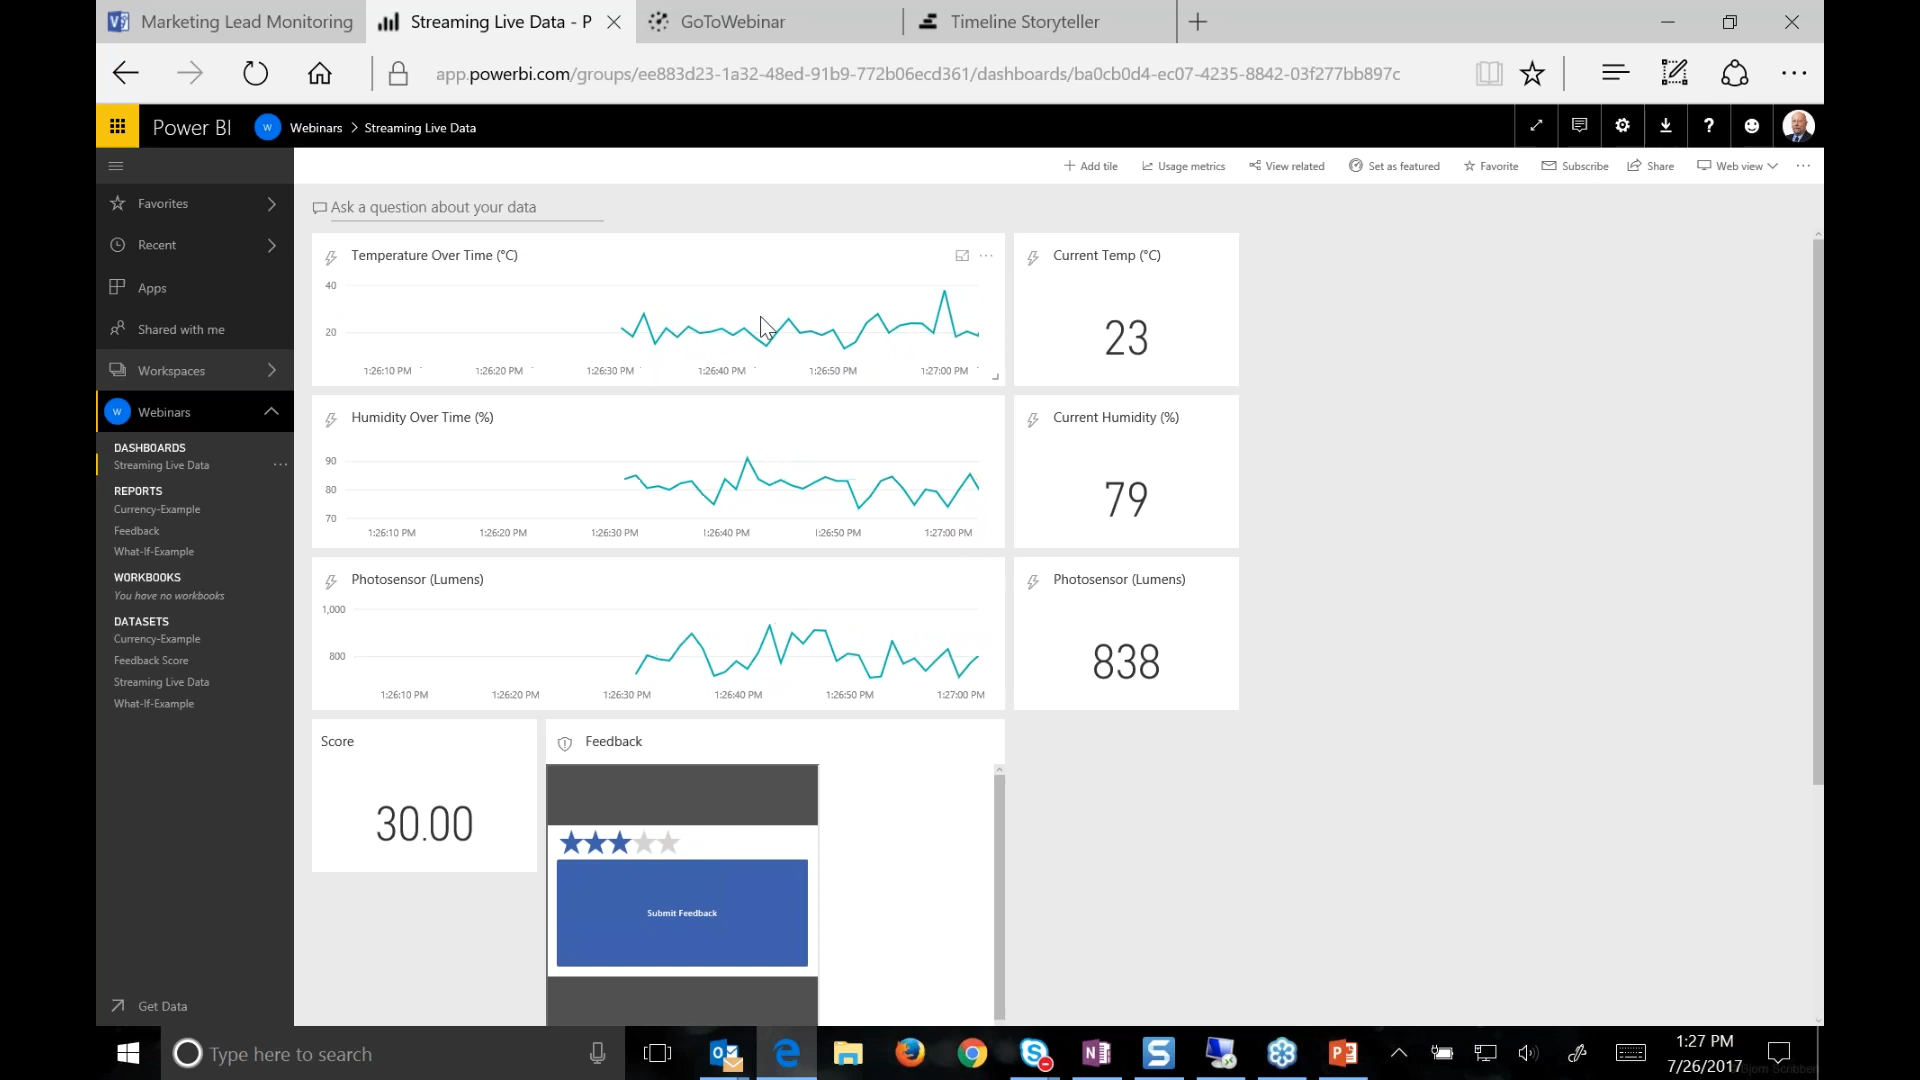 Marketing Lead Monitoring
Streaming Live Data - P
GoToWebinar
Timeline Storyteller
app.powerbi.com/groups/ee883d23-1a32-48ed-91b9-772b06ecd361/dashboards/ba0cb0d4-ec07-4235-8842-03f277bb897c
Power BI
W Webinars > Streaming Live Data
Add tile
Usage metrics
View related
Set as featured
Favorite
Subscribe
Share
Web view
Favorites
Recent
Apps
Shared with me
Workspaces
W Webinars
DASHBOARDS
Streaming Live Data
REPORTS
Currency-Example
Feedback
What-If-Example
WORKBOOKS
You have no workbooks
DATASETS
Currency-Example
Feedback Score
Streaming Live Data
What-If-Example
Get Data
Ask a question about your data
Temperature Over Time (°C)
40
20
1:26:10 PM 1:26:20 PM 1:26:30 PM 1:26:40 PM 1:26:50 PM 1:27:00 PM
Current Temp (°C)
23
Humidity Over Time (%)
90
80
70
1:26:10 PM 1:26:20 PM 1:26:30 PM 1:26:40 PM 1:26:50 PM 1:27:00 PM
Current Humidity (%)
79
Photosensor (Lumens)
1,000
800
1:26:10 PM 1:26:20 PM 1:26:30 PM 1:26:40 PM 1:26:50 PM 1:27:00 PM
Photosensor (Lumens)
838
Score
30.00
Feedback
Submit Feedback
Type here to search
1:27 PM
7/26/2017